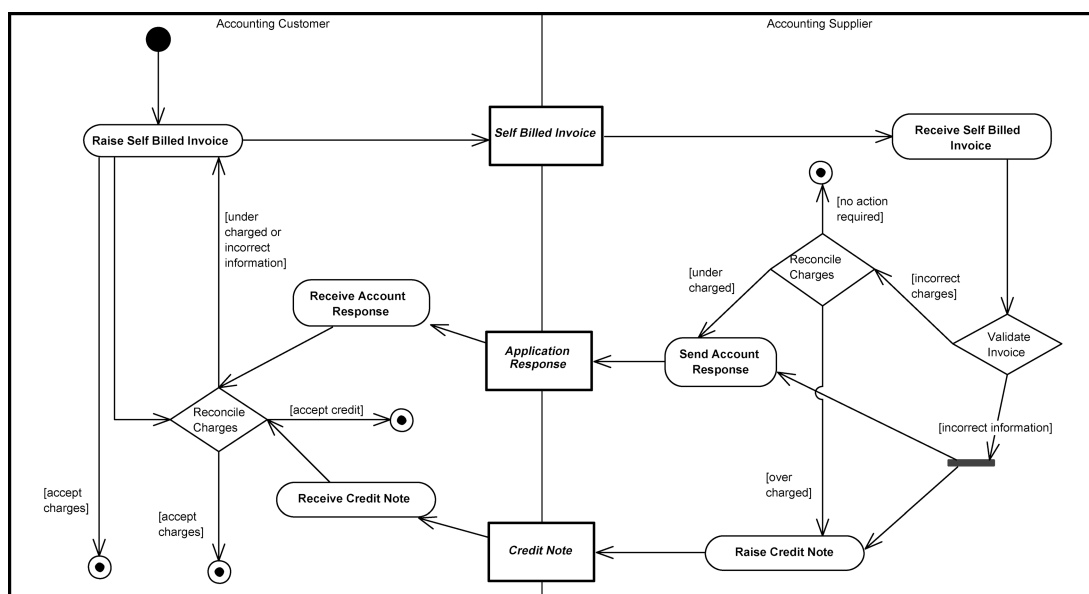 Accounting Customer
Accounting Supplier
Raise Self Billed Invoice
Self Billed Invoice
Receive Self Billed
Invoice
[no action
required]
[under
charged or
incorrect
information]
Reconcile
Charges
[under
charged]
[incorrect
charges]
Receive Account
Response
Application
Response
Send Account
Response
Validate
Invoice
Reconcile
Charges
[accept credit]
[incorrect information]
[over
charged]
[accept
charges]
[accept
charges]
Receive Credit Note
Credit Note
Raise Credit Note